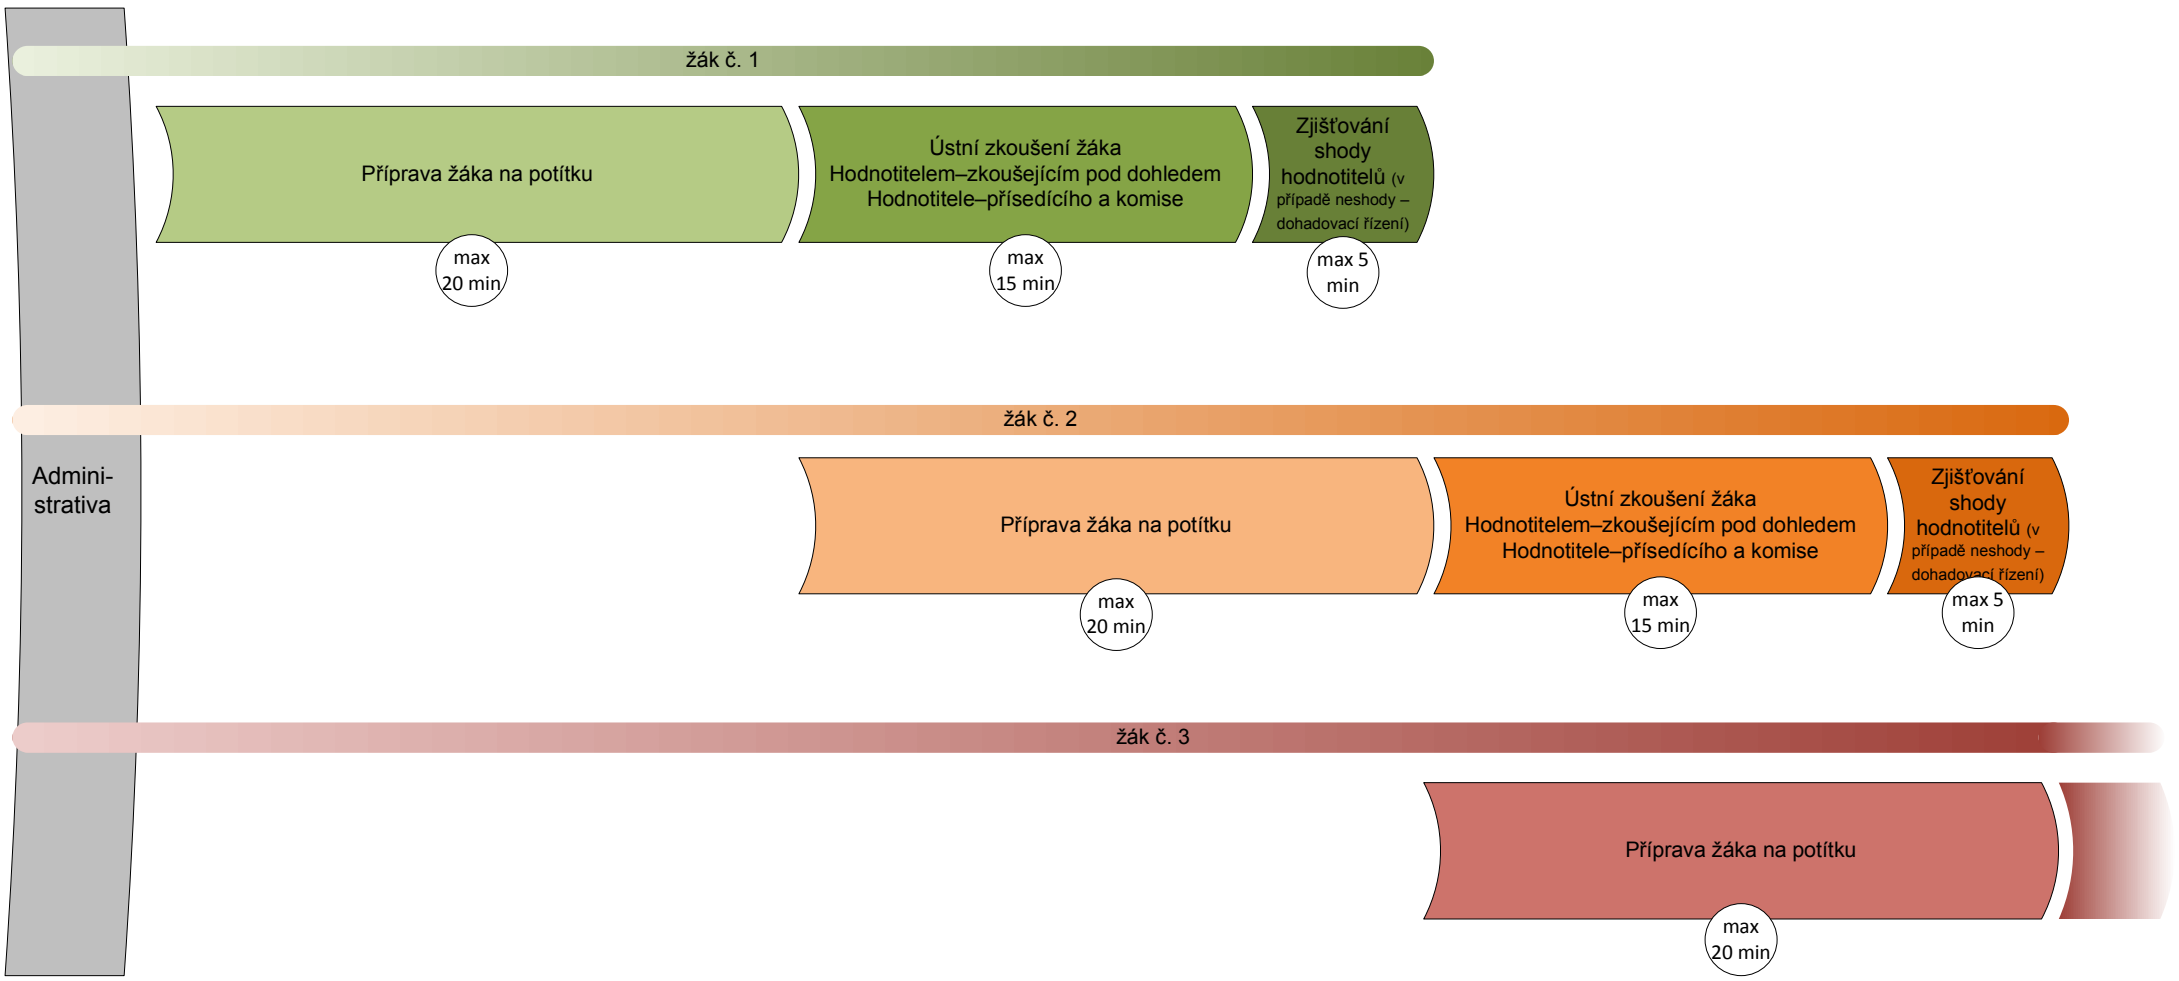 žák č. 1
Příprava žáka na potítku
max
20 min
Ústní zkoušení žáka
Hodnotitelem–zkoušejícím pod dohledem
Hodnotitele–přísedícího a komise
max
15 min
Zjišťování
shody
hodnotitelů (v
případě neshody –
dohadovací řízení)
max 5
min
Admini-
strativa
žák č. 2
Příprava žáka na potítku
max
20 min
Ústní zkoušení žáka
Hodnotitelem–zkoušejícím pod dohledem
Hodnotitele–přísedícího a komise
max
15 min
Zjišťování
shody
hodnotitelů (v
případě neshody –
dohadovací řízení)
max 5
min
žák č. 3
Příprava žáka na potítku
max
20 min